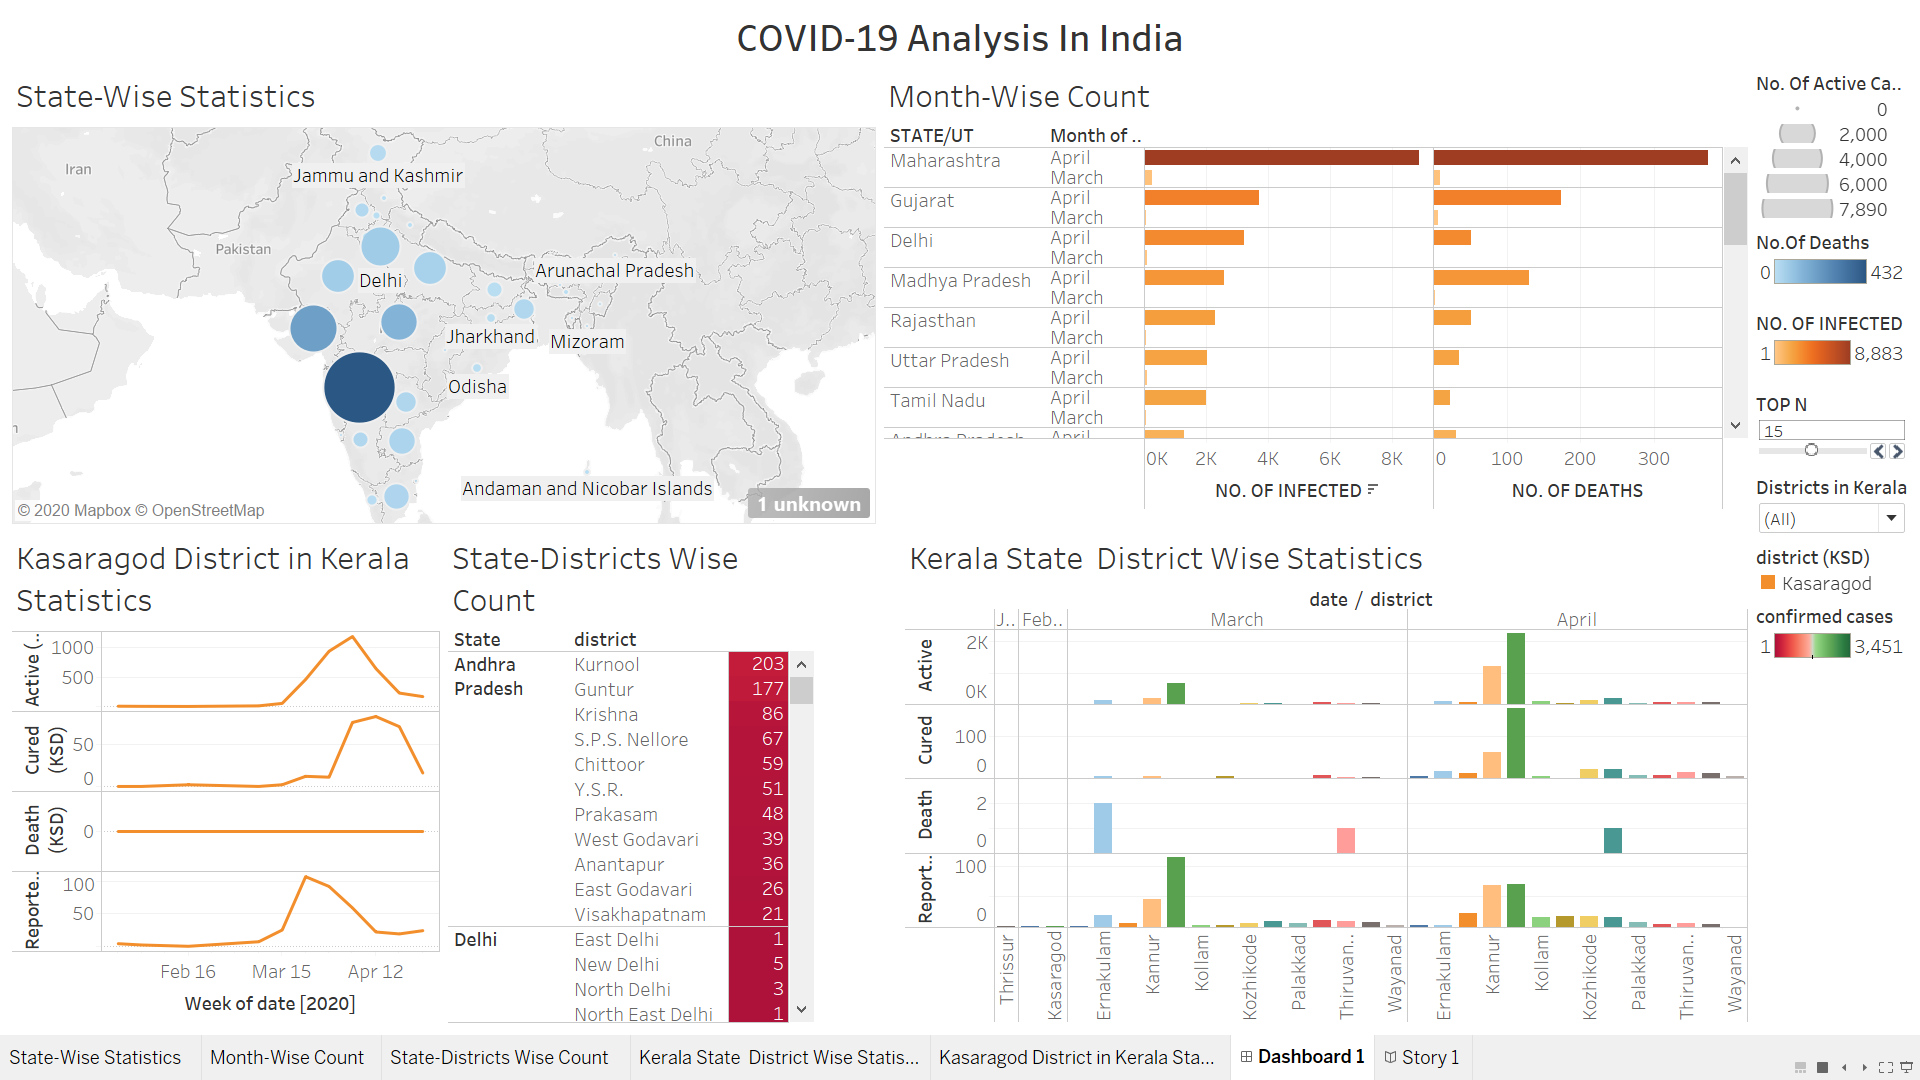 COVID-19 Analysis In India
State-Wise Statistics
Iran
China
Jammu and Kashmir
Pakistan
Delhi
Arunachal Pradesh
Jharkhand
Mizoram
Odisha
Andaman and Nicobar Islands
© 2020 Mapbox © OpenStreetMap
1 unknown
Month-Wise Count
STATE/UT Month of ..
Maharashtra April
March
Gujarat April
March
Delhi April
March
Madhya Pradesh April
March
Rajasthan April
March
Uttar Pradesh April
March
Tamil Nadu April
March
Andhra Pradesh April
0K 2K 4K 6K 8K 0 100 200 300
NO. OF INFECTED NO. OF DEATHS
No. Of Active Ca..
0
2,000
4,000
6,000
7,890
No.Of Deaths
0 432
NO. OF INFECTED
1 8,883
TOP N
15
Districts in Kerala
(All)
district (KSD)
Kasaragod
confirmed cases
1 3,451
Kasaragod District in Kerala
Statistics
Active (..
1000
500
Cured
(KSD)
50
0
Death
(KSD)
0
Reporte..
100
50
Feb 16 Mar 15 Apr 12
Week of date [2020]
State-Districts Wise
Count
State district
Andhra Kurnool 203
Pradesh Guntur 177
Krishna 86
S.P.S. Nellore 67
Chittoor 59
Y.S.R. 51
Prakasam 48
West Godavari 39
Anantapur 36
East Godavari 26
Visakhapatnam 21
Delhi East Delhi 1
New Delhi 5
North Delhi 3
North East Delhi 1
Kerala State District Wise Statistics
date / district
J.. Feb.. March April
Active
2K
0K
Cured
100
0
Death
2
0
Report..
100
0
Thrissur Kasaragod Ernakulam Kannur Kollam Kozhikode Palakkad Thiruvan.. Wayanad Ernakulam Kannur Kollam Kozhikode Palakkad Thiruvan.. Wayanad
State-Wise Statistics Month-Wise Count State-Districts Wise Count Kerala State District Wise Statis... Kasaragod District in Kerala Sta... Dashboard 1 Story 1